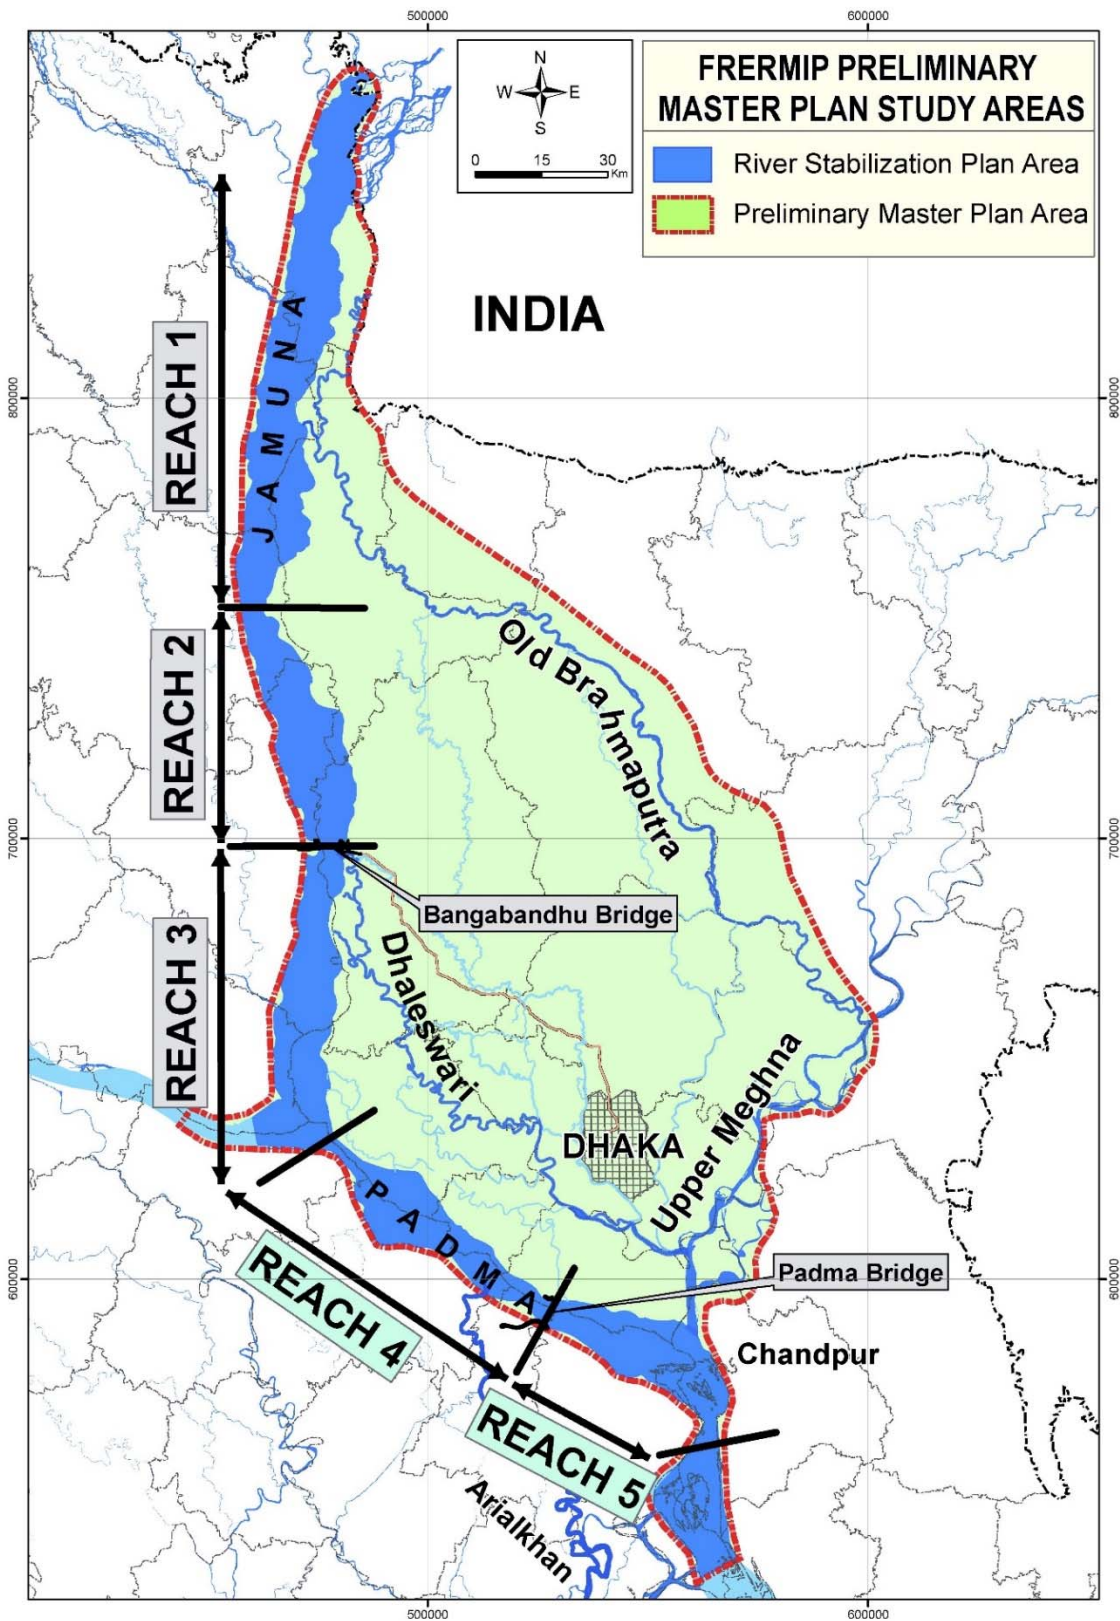 500000
600000
FRERMIP PRELIMINARY
MASTER PLAN STUDY AREAS
River Stabilization Plan Area
Preliminary Master Plan Area
N
W E
S
0 15 30
Km
INDIA
JAMUNA
REACH 1
800000
800000
REACH 2
Old Brahmaputra
700000
700000
Bangabandhu Bridge
REACH 3
Dhaleswari
DHAKA
Upper Meghna
PADMA
REACH 4
Padma Bridge
600000
600000
Chandpur
REACH 5
Arialkhan
500000
600000